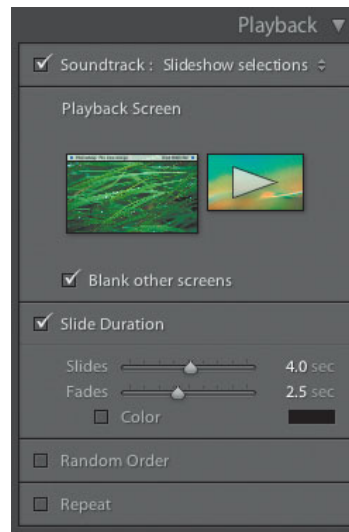 Playback ▼
Soundtrack : Slideshow selections
Playback Screen
Blank other screens
Slide Duration
Slides 4.0 sec
Fades 2.5 sec
Color
Random Order
Repeat